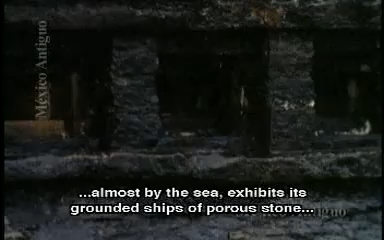 México Antiguo
...almost by the sea, exhibits its
grounded ships of porous stone...